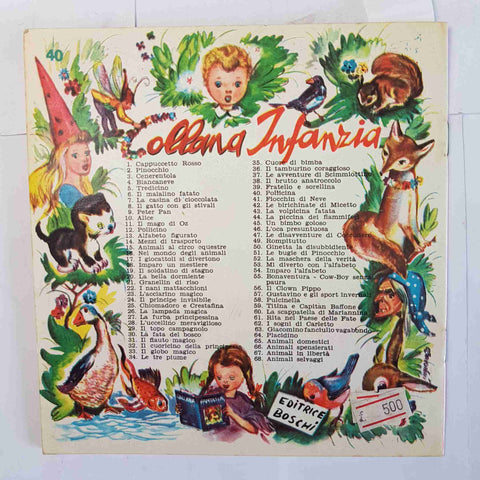 40
Collana Infanzia
1. Cappuccetto Rosso
2. Pinocchio
3. Cenerentola
4. Biancaneve
5. Tredicino
6. Il maialino fatato
7. La casina di cioccolata
8. Il gatto con gli stivali
9. Peter Pan
10. Alice
11. Il mago di Oz
12. Pollicino
13. Alfabeto figurato
14. Mezzi di trasporto
15. Animali al circo equestre
16. Nel mondo degli animali
17. I giocattoli si divertono
18. Imparo un mestiere
19. Il soldatino di stagno
20. La bella dormiente
21. Granellin di riso
22. I nani mattacchioni
23. L'acciarino magico
24. Il principe invisibile
25. Chiomadoro e Crestafina
26. La lampada magica
27. La furba principessina
28. L'uccellino meraviglioso
29. Il topo campagnolo
30. La fata del bosco
31. Il flauto magico
32. Il cuoricino della principessa
33. Il globo magico
34. Le tre piume
35. Cuore di bimba
36. Il tamburino coraggioso
37. Le avventure di Scimmiottino
38. Il brutto anatroccolo
39. Fratello e sorellina
40. Pollicina
41. Fiocchin di Neve
42. Le birichinate di Micetto
43. La volpicina fatata
44. La piccina dei fiammiferi
45. Un bimbo goloso
46. L'oca presuntuosa
47. Le disavventure di
49. Rompitutto
50. Ginetta la disubbidiente
51. Le bugie di Pinocchio
52. La maschera della verità
53. Mi diverto con l'alfabeto
54. Imparo l'alfabeto
55. Bonaventura - Cow-Boy senza
paura
56. Il Clown Pippo
57. Gustavino e gli sport invernali
58. Pulcinella
59. Titina e Capitan Baffone
60. La scappatella di Mariannina
61. Rita nel Paese delle Fate
62. I sogni di Carletto
63. Giacomino fanciullo vagabondo
64. Placidino
65. Animali domestici
66. Animali spensierati
67. Animali in libertà
68. Animali selvaggi
COLLANA INFANZIA
EDITRICE
BOSCHI
£. 500